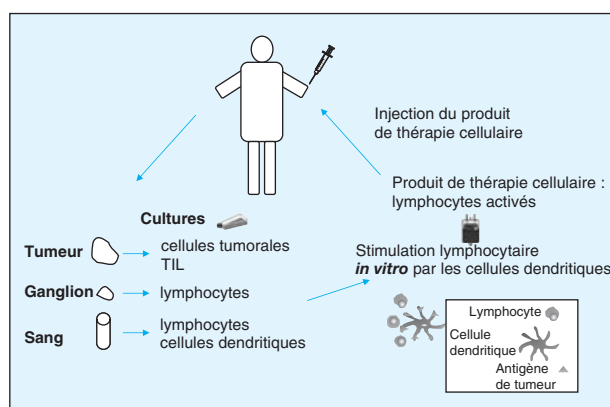 Injection du produit
de thérapie cellulaire
Produit de thérapie cellulaire :
lymphocytes activés
Cultures
Tumeur
cellules tumorales
TIL
Ganglion
lymphocytes
Sang
lymphocytes
cellules dendritiques
Stimulation lymphocytaire
in vitro par les cellules dendritiques
Lymphocyte
Cellule
dendritique
Antigène
de tumeur